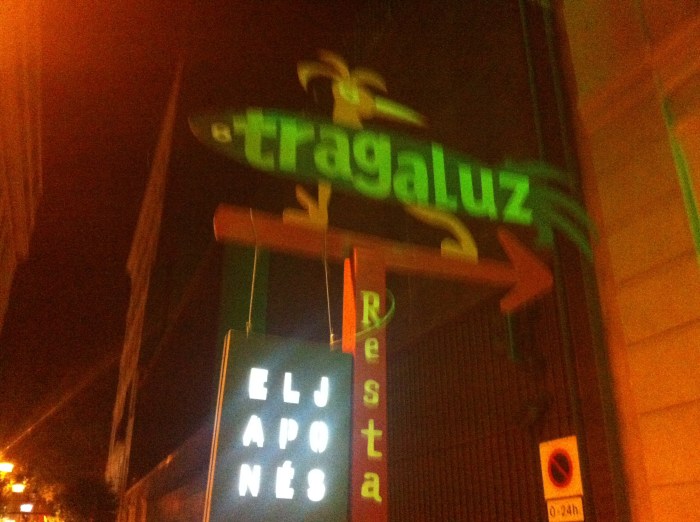 tragaluz
Resta
EL J
APO
NÉS
0-24h